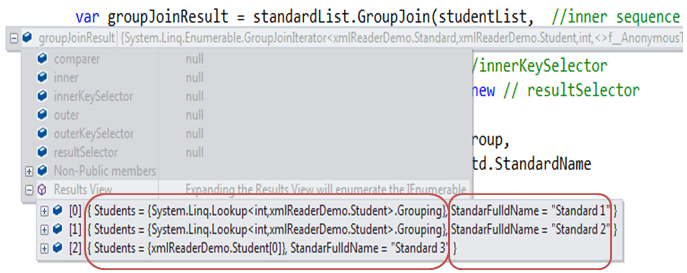 var groupJoinResult = standardList.GroupJoin(studentList, //inner sequence
groupJoinResult {System.Linq.Enumerable.GroupJoinIterator<xmlReaderDemo.Standard,xmlReaderDemo.Student,int,<>f__AnonymousT
comparer null
inner null //innerKeySelector
innerKeySelector null new // resultSelector
outer null
outerKeySelector null roup,
resultSelector null td.StandardName
Non-Public members
Results View Expanding the Results View will enumerate the IEnumerable
[0] { Students = {System.Linq.Lookup<int,xmlReaderDemo.Student>.Grouping}, StandarFulldName = "Standard 1" }
[1] { Students = {System.Linq.Lookup<int,xmlReaderDemo.Student>.Grouping}, StandarFulldName = "Standard 2" }
[2] { Students = {xmlReaderDemo.Student[0]}, StandarFulldName = "Standard 3" }